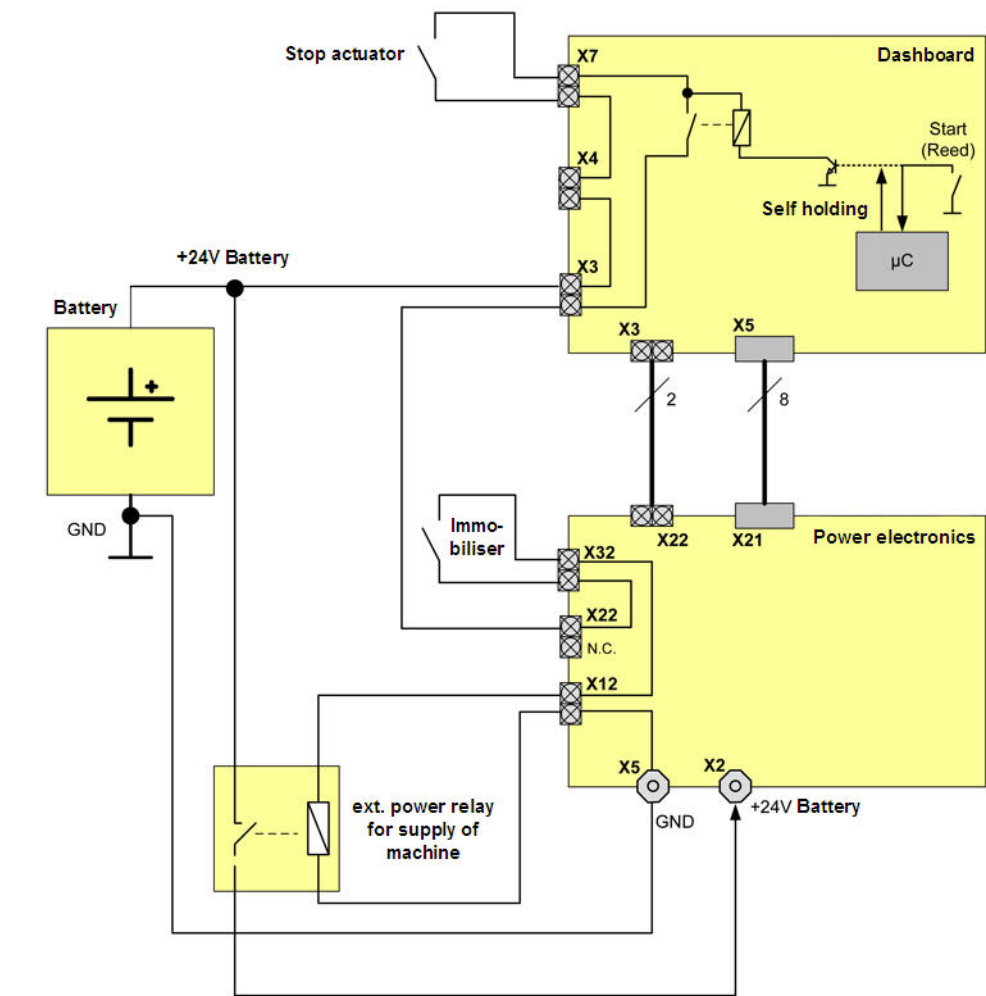 Stop actuator
X7
Dashboard
Start
(Reed)
X4
Self holding
µC
+24V Battery
X3
Battery
X3
X5
2
8
GND
Immo-
biliser
X22
X21
Power electronics
X32
X22
N.C.
X12
X5
X2
+24V Battery
GND
ext. power relay
for supply of
machine